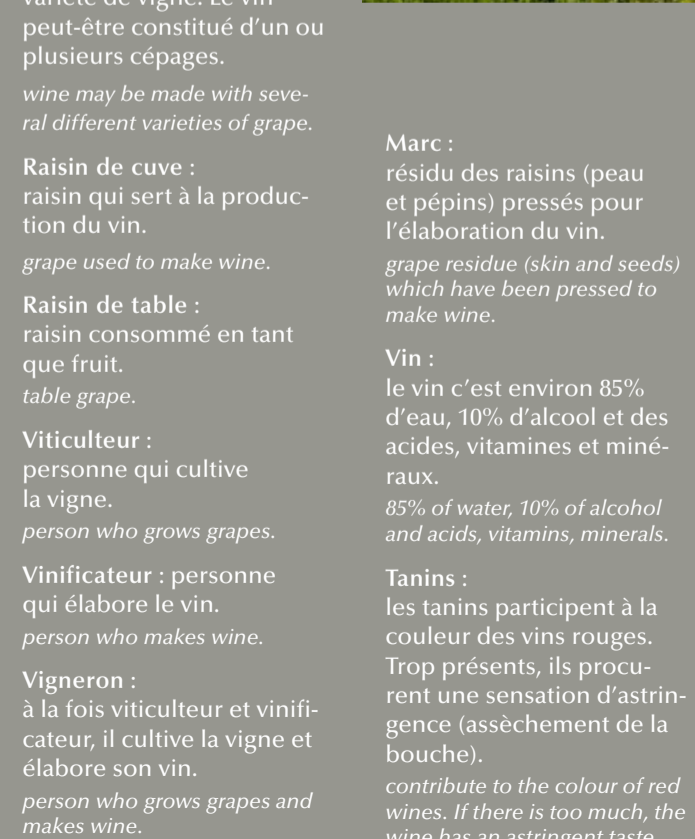 variété de vigne. Le vin
peut-être constitué d’un ou
plusieurs cépages.
wine may be made with seve-
ral different varieties of grape.
Raisin de cuve :
raisin qui sert à la produc-
tion du vin.
grape used to make wine.
Raisin de table :
raisin consommé en tant
que fruit.
table grape.
Viticulteur :
personne qui cultive
la vigne.
person who grows grapes.
Vinificateur : personne
qui élabore le vin.
person who makes wine.
Vigneron :
à la fois viticulteur et vinifi-
cateur, il cultive la vigne et
élabore son vin.
person who grows grapes and
makes wine.
Marc :
résidu des raisins (peau
et pépins) pressés pour
l’élaboration du vin.
grape residue (skin and seeds)
which have been pressed to
make wine.
Vin :
le vin c’est environ 85%
d’eau, 10% d’alcool et des
acides, vitamines et miné-
raux.
85% of water, 10% of alcohol
and acids, vitamins, minerals.
Tanins :
les tanins participent à la
couleur des vins rouges.
Trop présents, ils procu-
rent une sensation d’astrin-
gence (assèchement de la
bouche).
contribute to the colour of red
wines. If there is too much, the
wine has an astringent taste